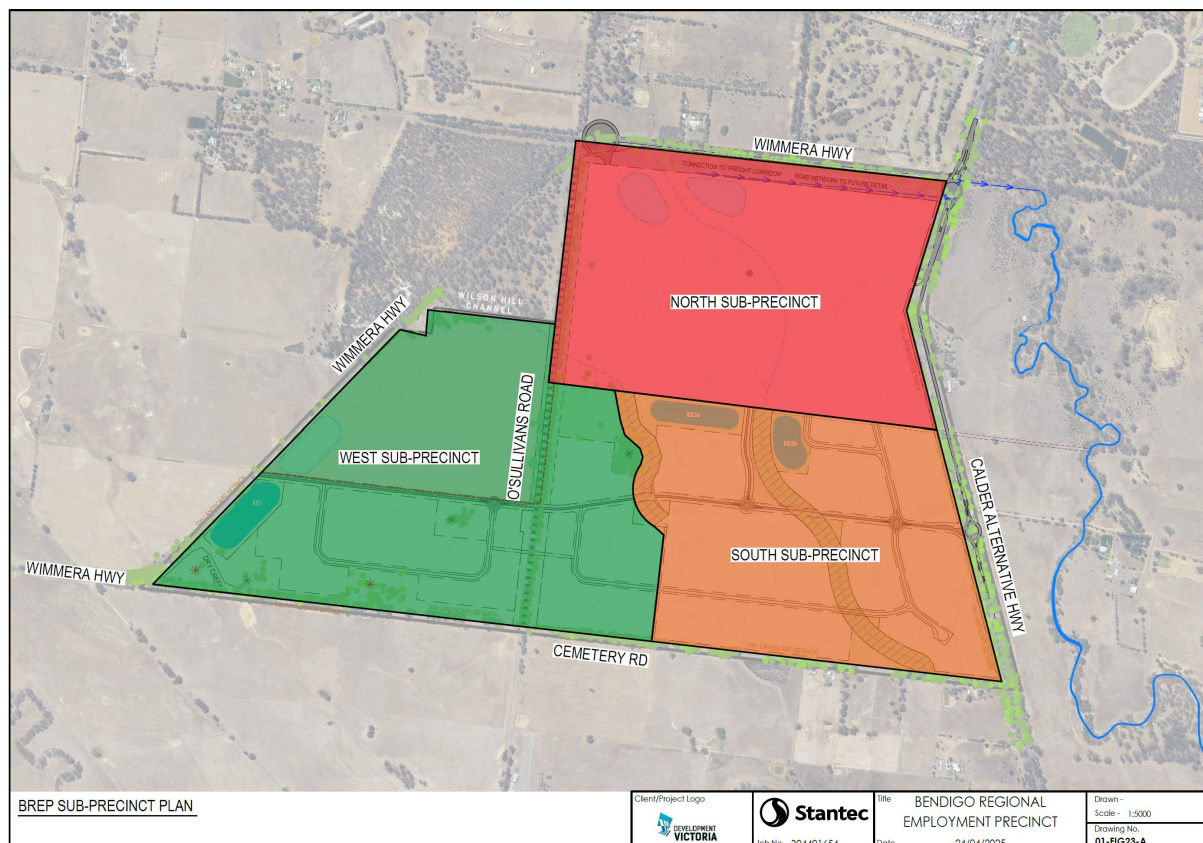 WIMMERA HWY
CONNECTION TO FREIGHT CORRIDOR
ROAD NETWORK TO FUTURE DETAIL
NORTH SUB-PRECINCT
WILSON HILL
CHANNEL
WIMMERA HWY
O'SULLIVANS ROAD
WEST SUB-PRECINCT
SOUTH SUB-PRECINCT
CALDER ALTERNATIVE HWY
WIMMERA HWY
CEMETERY RD
BREP SUB-PRECINCT PLAN
Client/Project Logo
DEVELOPMENT
VICTORIA
Stantec
Title
BENDIGO REGIONAL
EMPLOYMENT PRECINCT
Drawn -
Scale - 1:5000
Drawing No.
01-FIG23-A